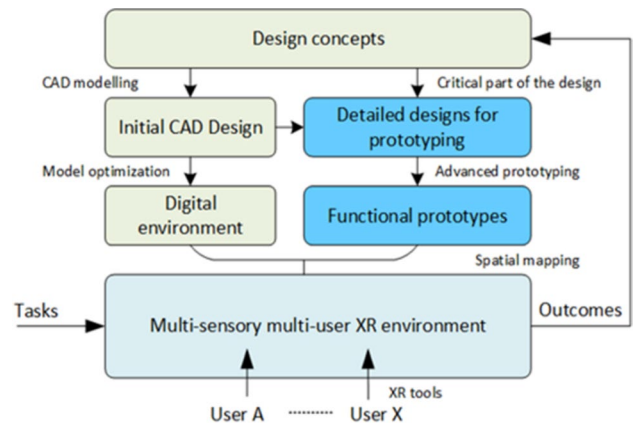 Design concepts
CAD modelling
Critical part of the design
Initial CAD Design
Detailed designs for
prototyping
Model optimization
Advanced prototyping
Digital
environment
Functional prototypes
Spatial mapping
Tasks
Multi-sensory multi-user XR environment
Outcomes
XR tools
User A
User X